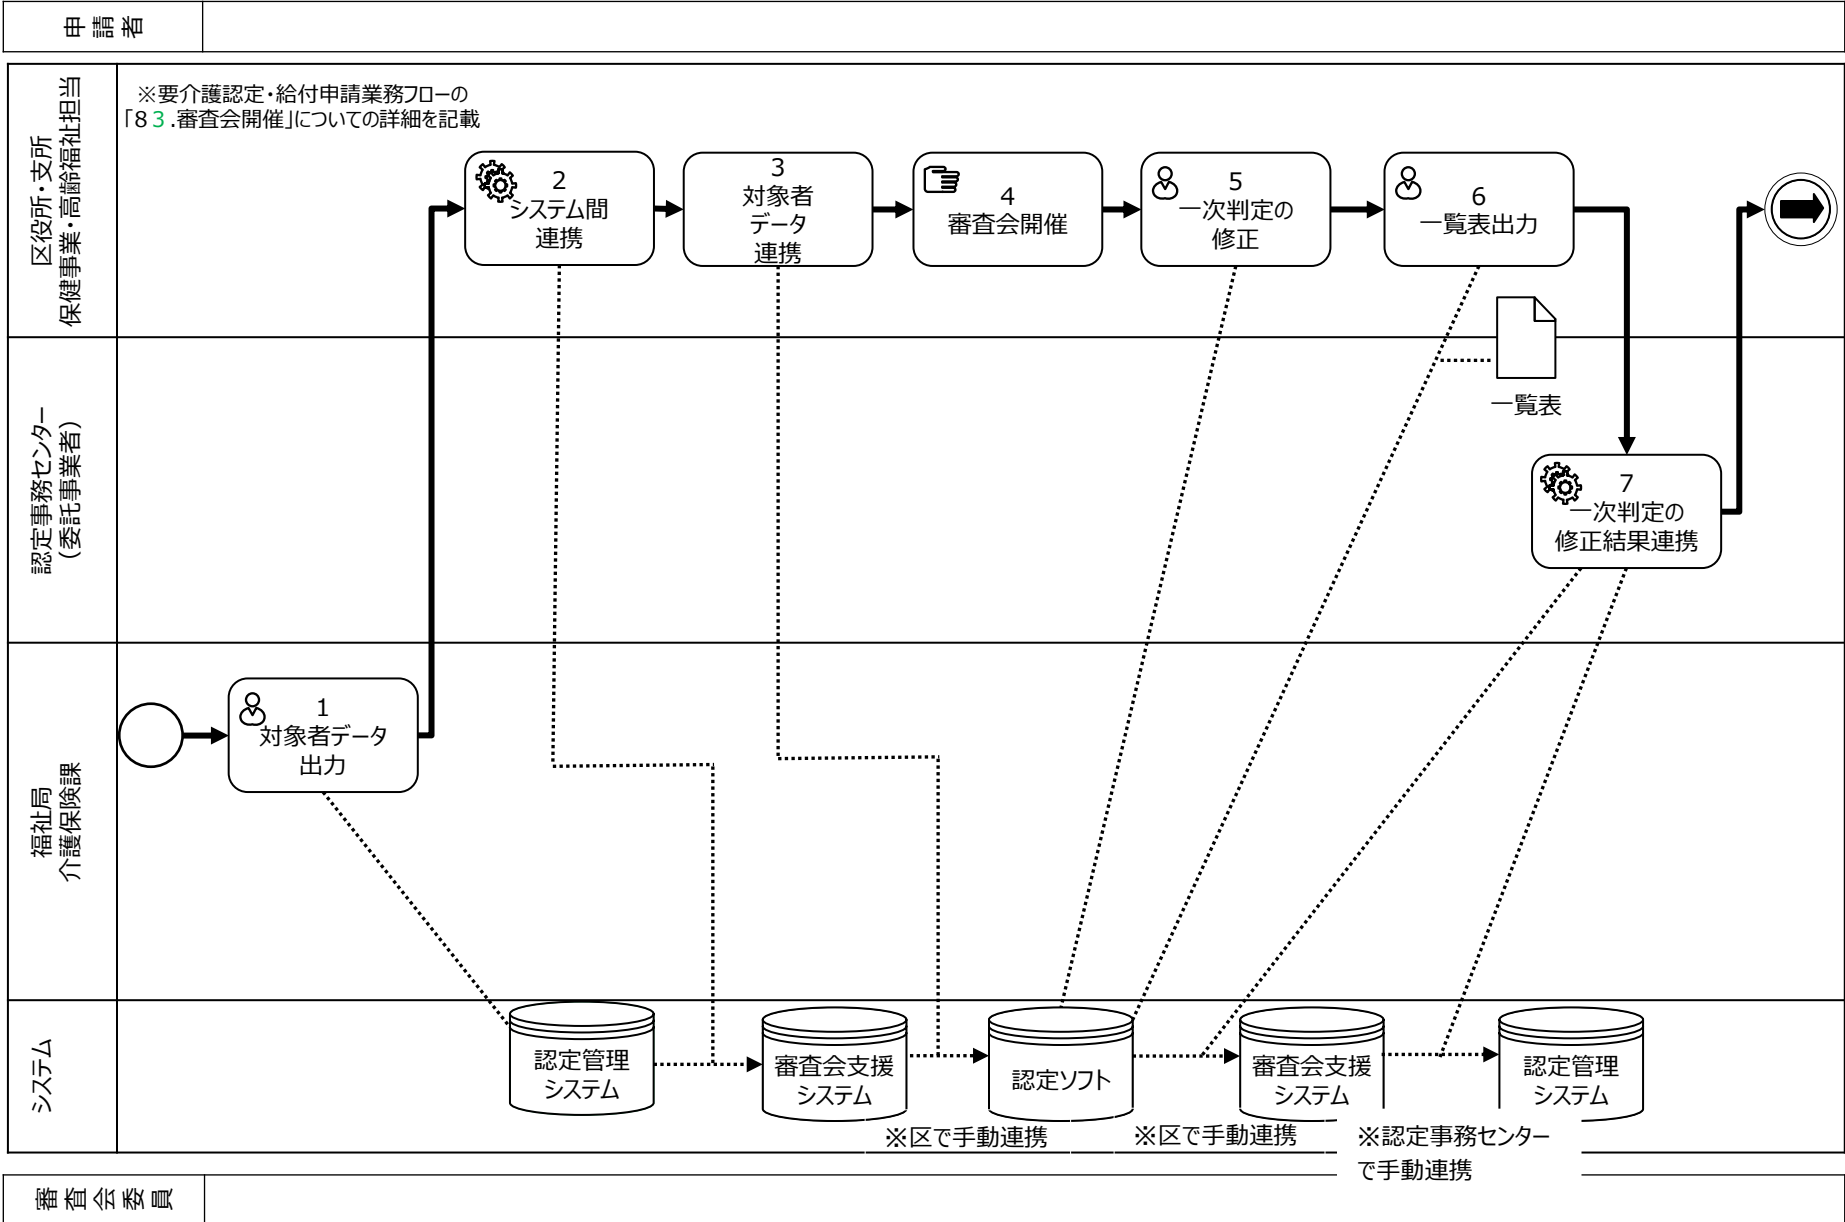 申請者
区役所・支所
保健事業・高齢福祉担当
※要介護認定・給付申請業務フローの
「８３.審査会開催」についての詳細を記載
2
システム間
連携
3
対象者
データ
連携
4
審査会開催
5
一次判定の
修正
6
一覧表出力
一覧表
認定事務センター
（委託事業者）
7
一次判定の
修正結果連携
福祉局
介護保険課
1
対象者データ
出力
システム
認定管理
システム
審査会支援
システム
認定ソフト
審査会支援
システム
認定管理
システム
※区で手動連携
※区で手動連携
※認定事務センター
で手動連携
審査会委員